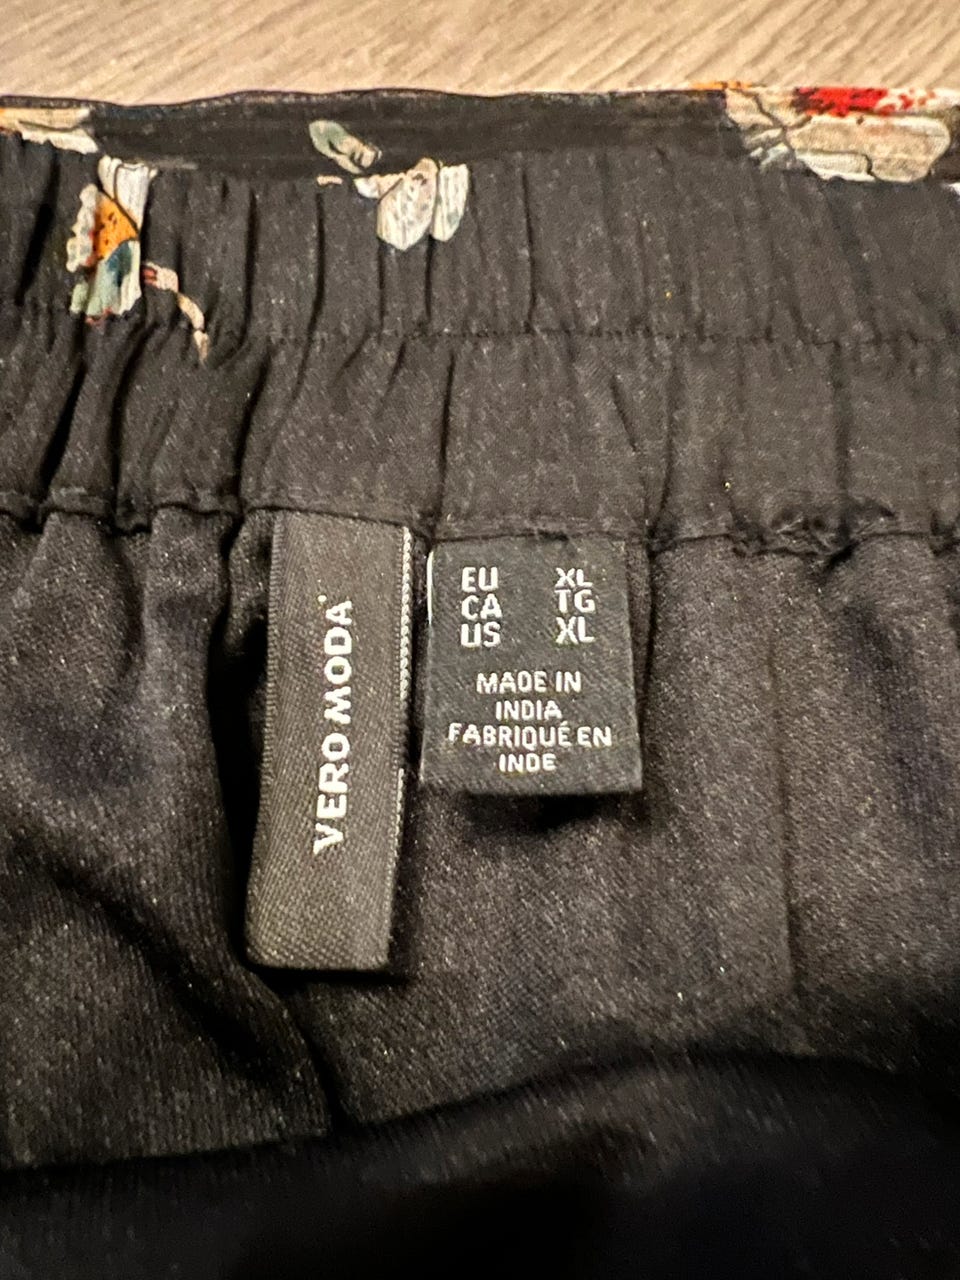 VERO MODA
EU XL
CA TG
US XL
MADE IN
INDIA
FABRIQUÉ EN
INDE